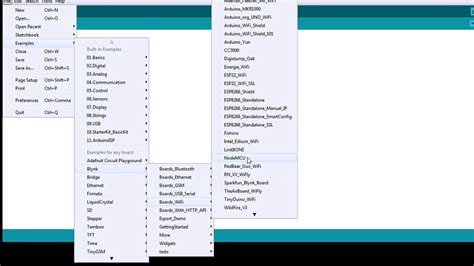 File Edit Sketch Tools Help
New Ctrl+N
Open... Ctrl+O
Open Recent
Sketchbook
Examples
Close Ctrl+W
Save Ctrl+S
Save As... Ctrl+Shift+S
Page Setup Ctrl+Shift+P
Print Ctrl+P
Preferences Ctrl+Comma
Quit Ctrl+Q
Built-in Examples
01.Basics
02.Digital
03.Analog
04.Communication
05.Control
06.Sensors
07.Display
08.Strings
09.USB
10.StarterKit_BasicKit
11.ArduinoISP
Examples for any board
Adafruit Circuit Playground
Blynk
Bridge
Ethernet
Firmata
LiquidCrystal
SD
Stepper
Temboo
TFT
Time
TinyGSM
Boards_Bluetooth
Boards_Ethernet
Boards_GSM
Boards_USB_Serial
Boards_WiFi
Boards_With_HTTP_API
Export_Demo
GettingStarted
More
tests
Arduino_MKR1000
Arduino_org_UNO_WiFi
Arduino_WiFi_Shield
Arduino_WiFi_Shield_101
Arduino_Yun
CC3000
Digistump_Oak
Energia_WiFi
ESP32_WiFi
ESP32_WiFi_SSL
ESP8266_Shield
ESP8266_Standalone
ESP8266_Standalone_Manual_IP
ESP8266_Standalone_SmartConfig
ESP8266_Standalone_SSL
Fishino
Intel_Edison_WiFi
LinkItONE
NodeMCU
RedBear_Duo_WiFi
RN_XV_WiFly
Sparkfun_Blynk_Board
TheAirBoard_WiFly
TinyDuino_WiFi
WildFire_V3